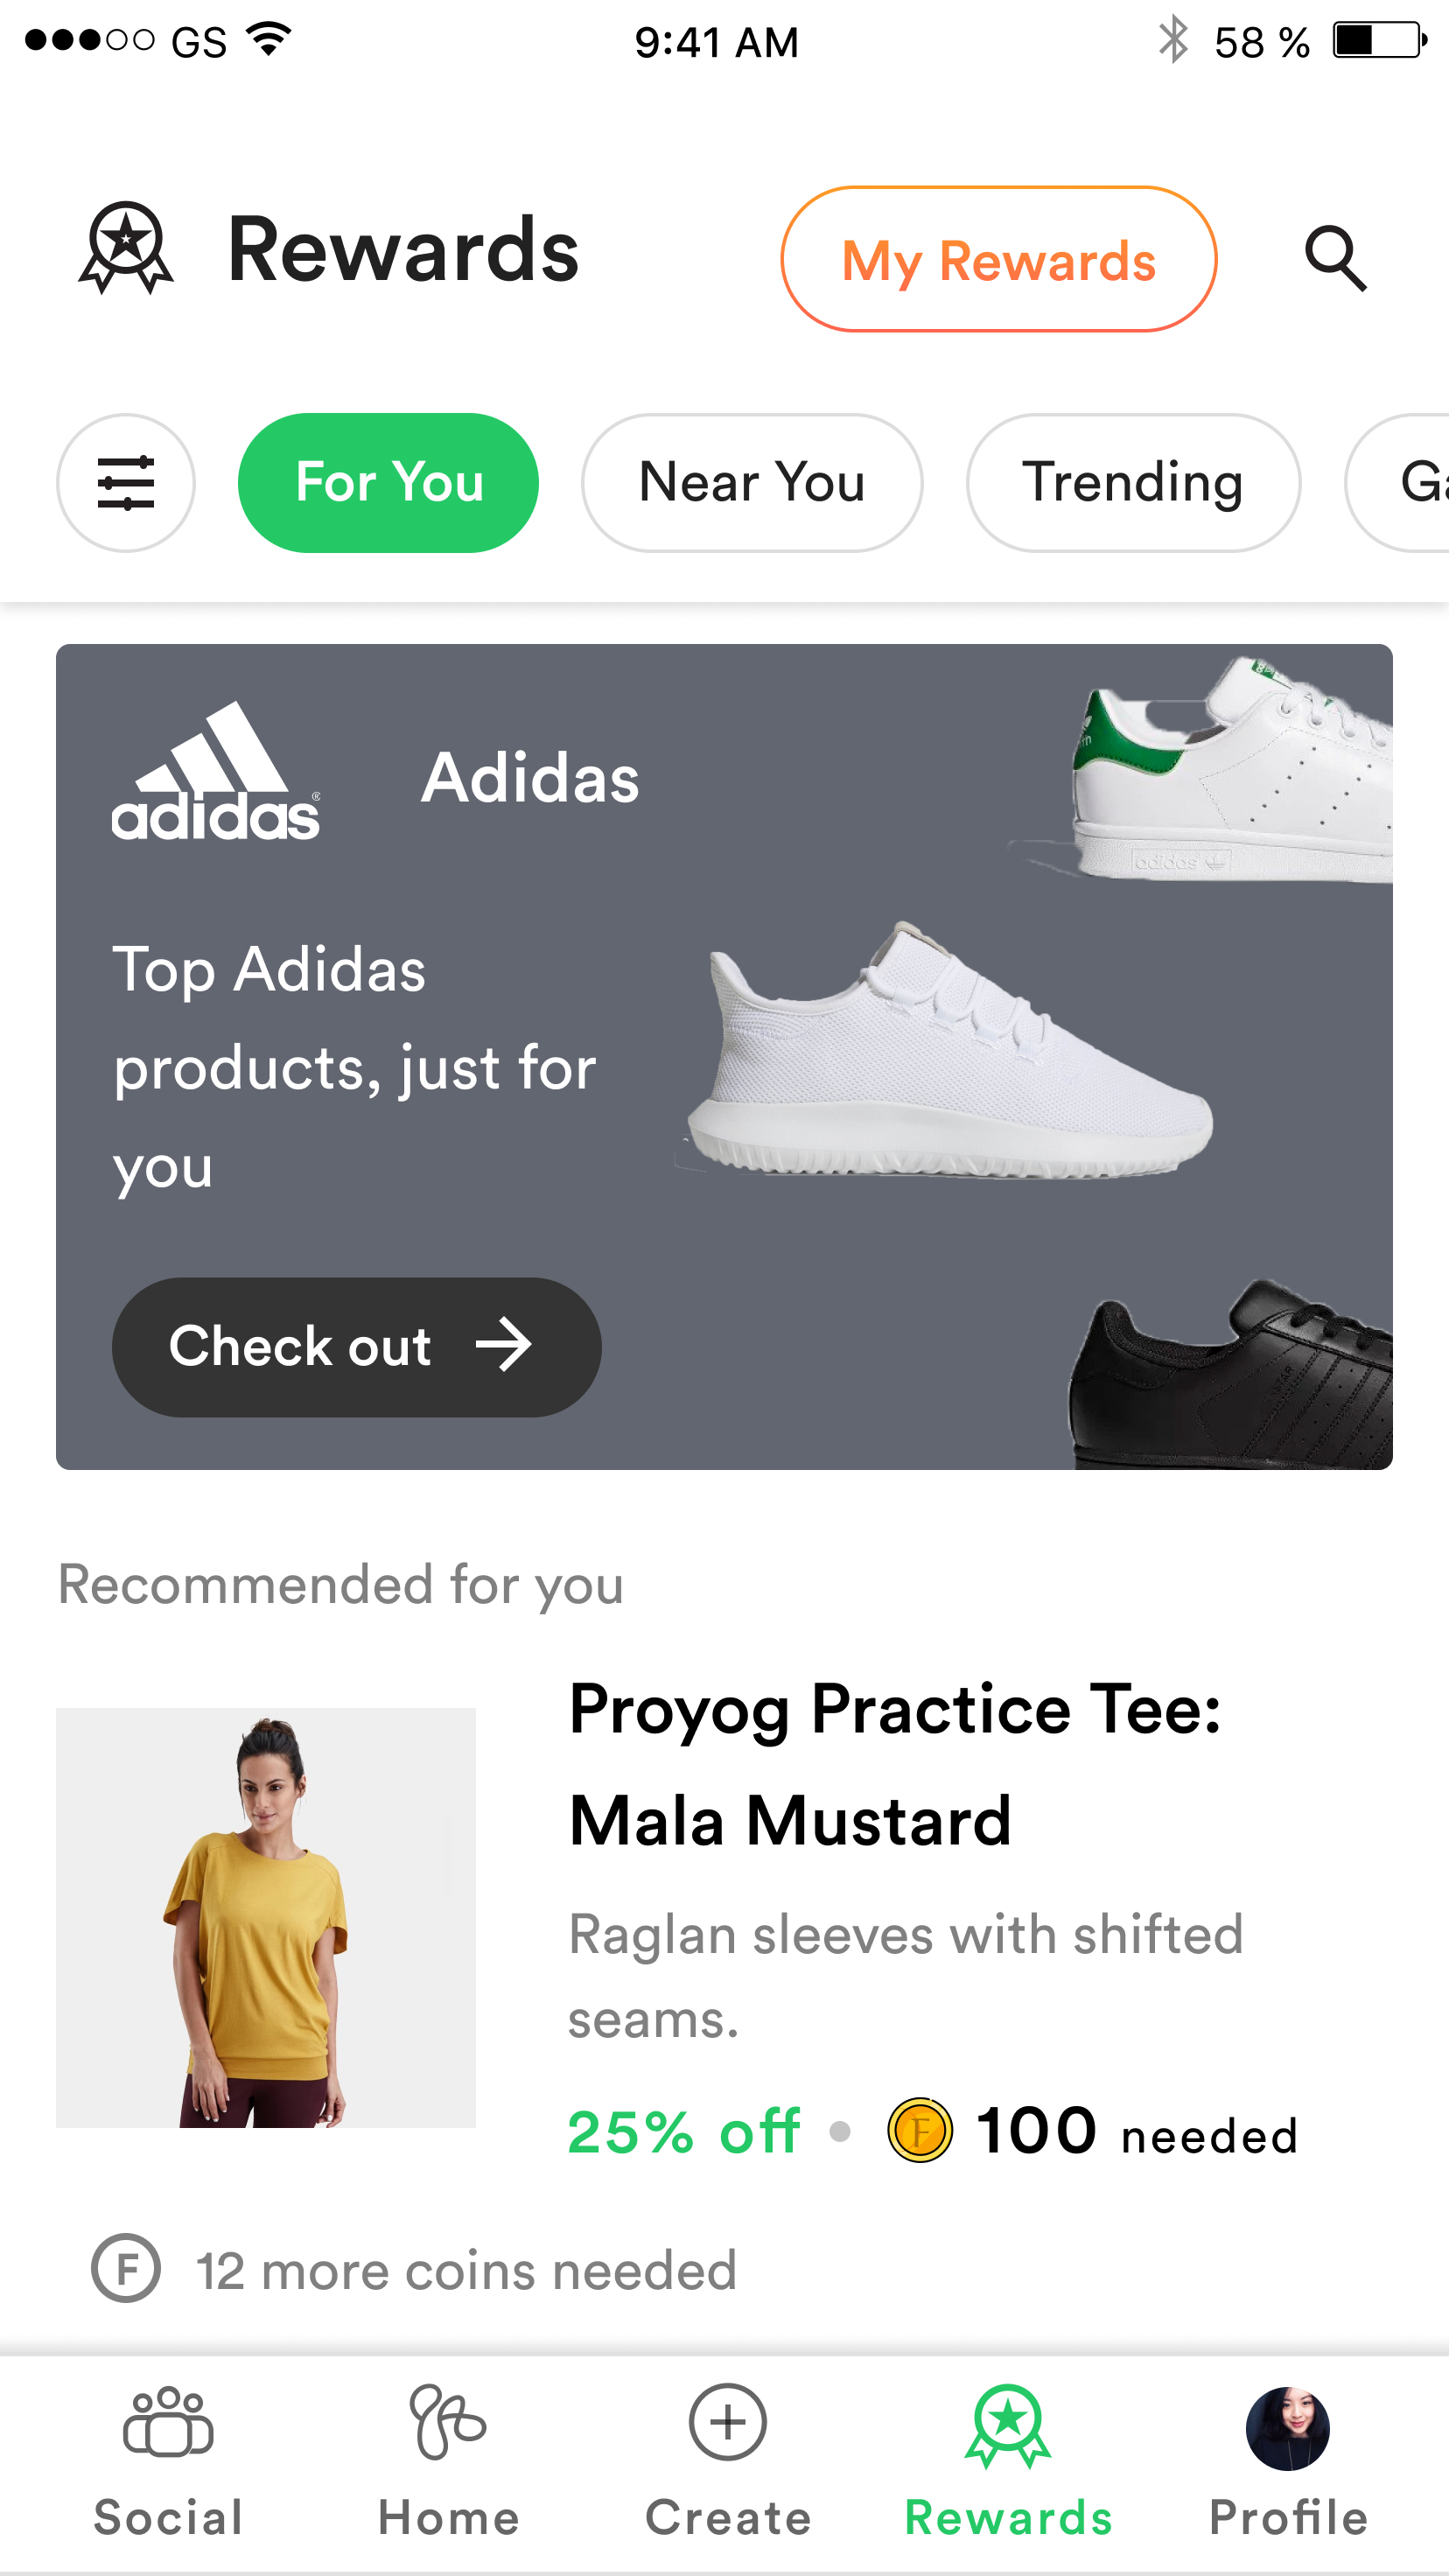 GS 9:41 AM 58 %
Rewards My Rewards
For You Near You Trending Ga
adidas® Adidas
adidas
Top Adidas
products, just for
you
Check out
Recommended for you
Proyog Practice Tee:
Mala Mustard
Raglan sleeves with shifted
seams.
25% off • F 100 needed
F 12 more coins needed
Social Home Create Rewards Profile